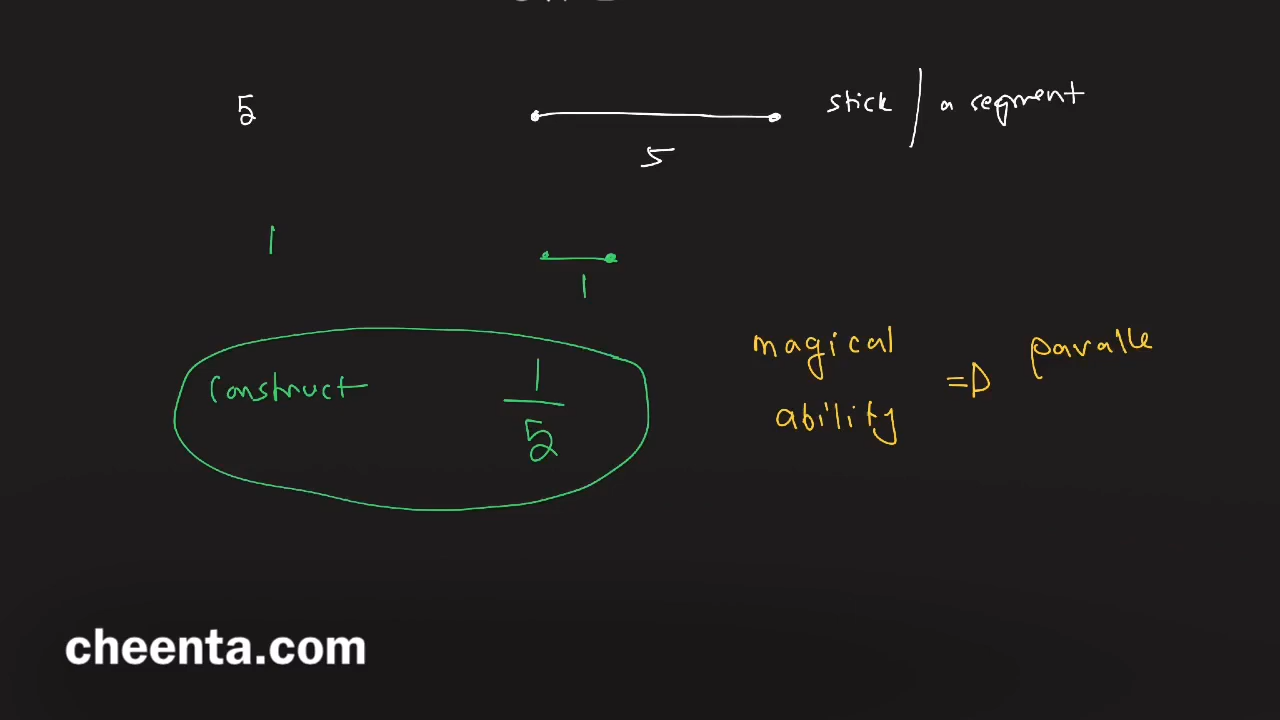 5 stick / a segment
5
1
1
magical paralle
construct 1/5 =D
ability
cheenta.com